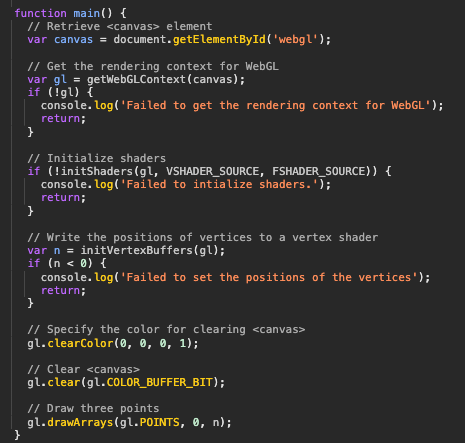 function main() {
  // Retrieve <canvas> element
  var canvas = document.getElementById('webgl');

  // Get the rendering context for WebGL
  var gl = getWebGLContext(canvas);
  if (!gl) {
    console.log('Failed to get the rendering context for WebGL');
    return;
  }

  // Initialize shaders
  if (!initShaders(gl, VSHADER_SOURCE, FSHADER_SOURCE)) {
    console.log('Failed to intialize shaders.');
    return;
  }

  // Write the positions of vertices to a vertex shader
  var n = initVertexBuffers(gl);
  if (n < 0) {
    console.log('Failed to set the positions of the vertices');
    return;
  }

  // Specify the color for clearing <canvas>
  gl.clearColor(0, 0, 0, 1);

  // Clear <canvas>
  gl.clear(gl.COLOR_BUFFER_BIT);

  // Draw three points
  gl.drawArrays(gl.POINTS, 0, n);
}